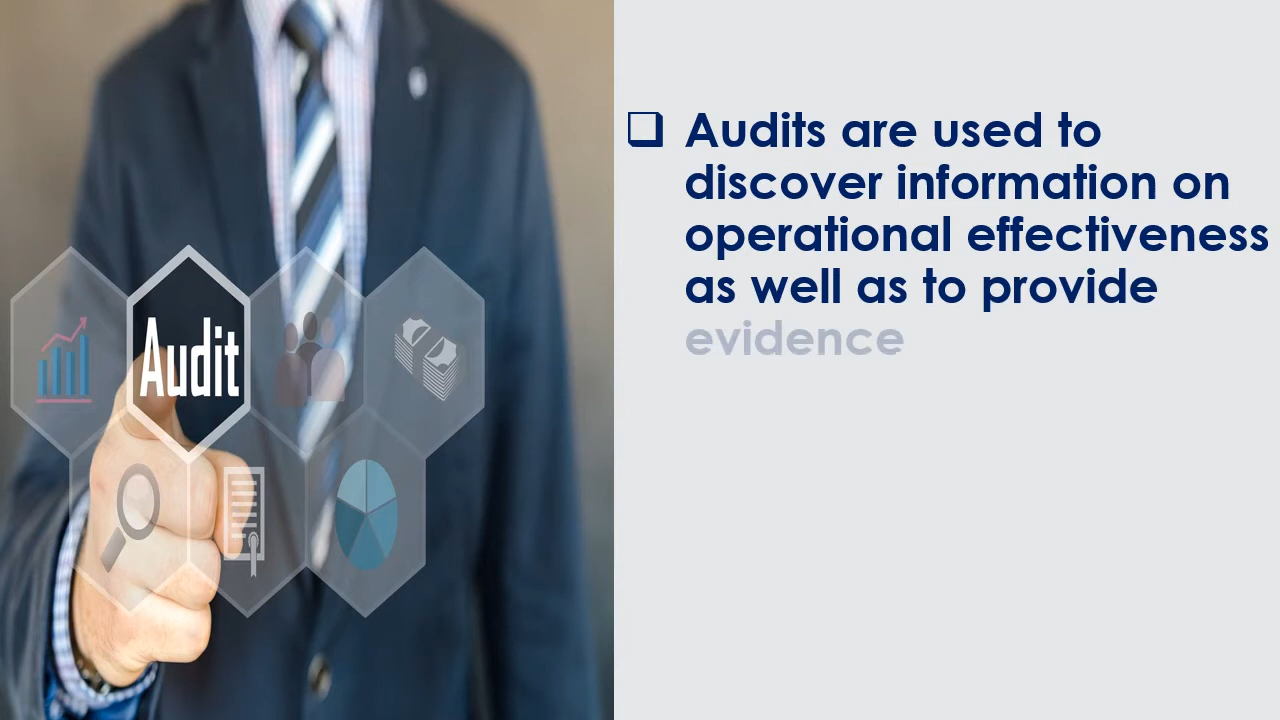 Audit
❑ Audits are used to
discover information on
operational effectiveness
as well as to provide
evidence